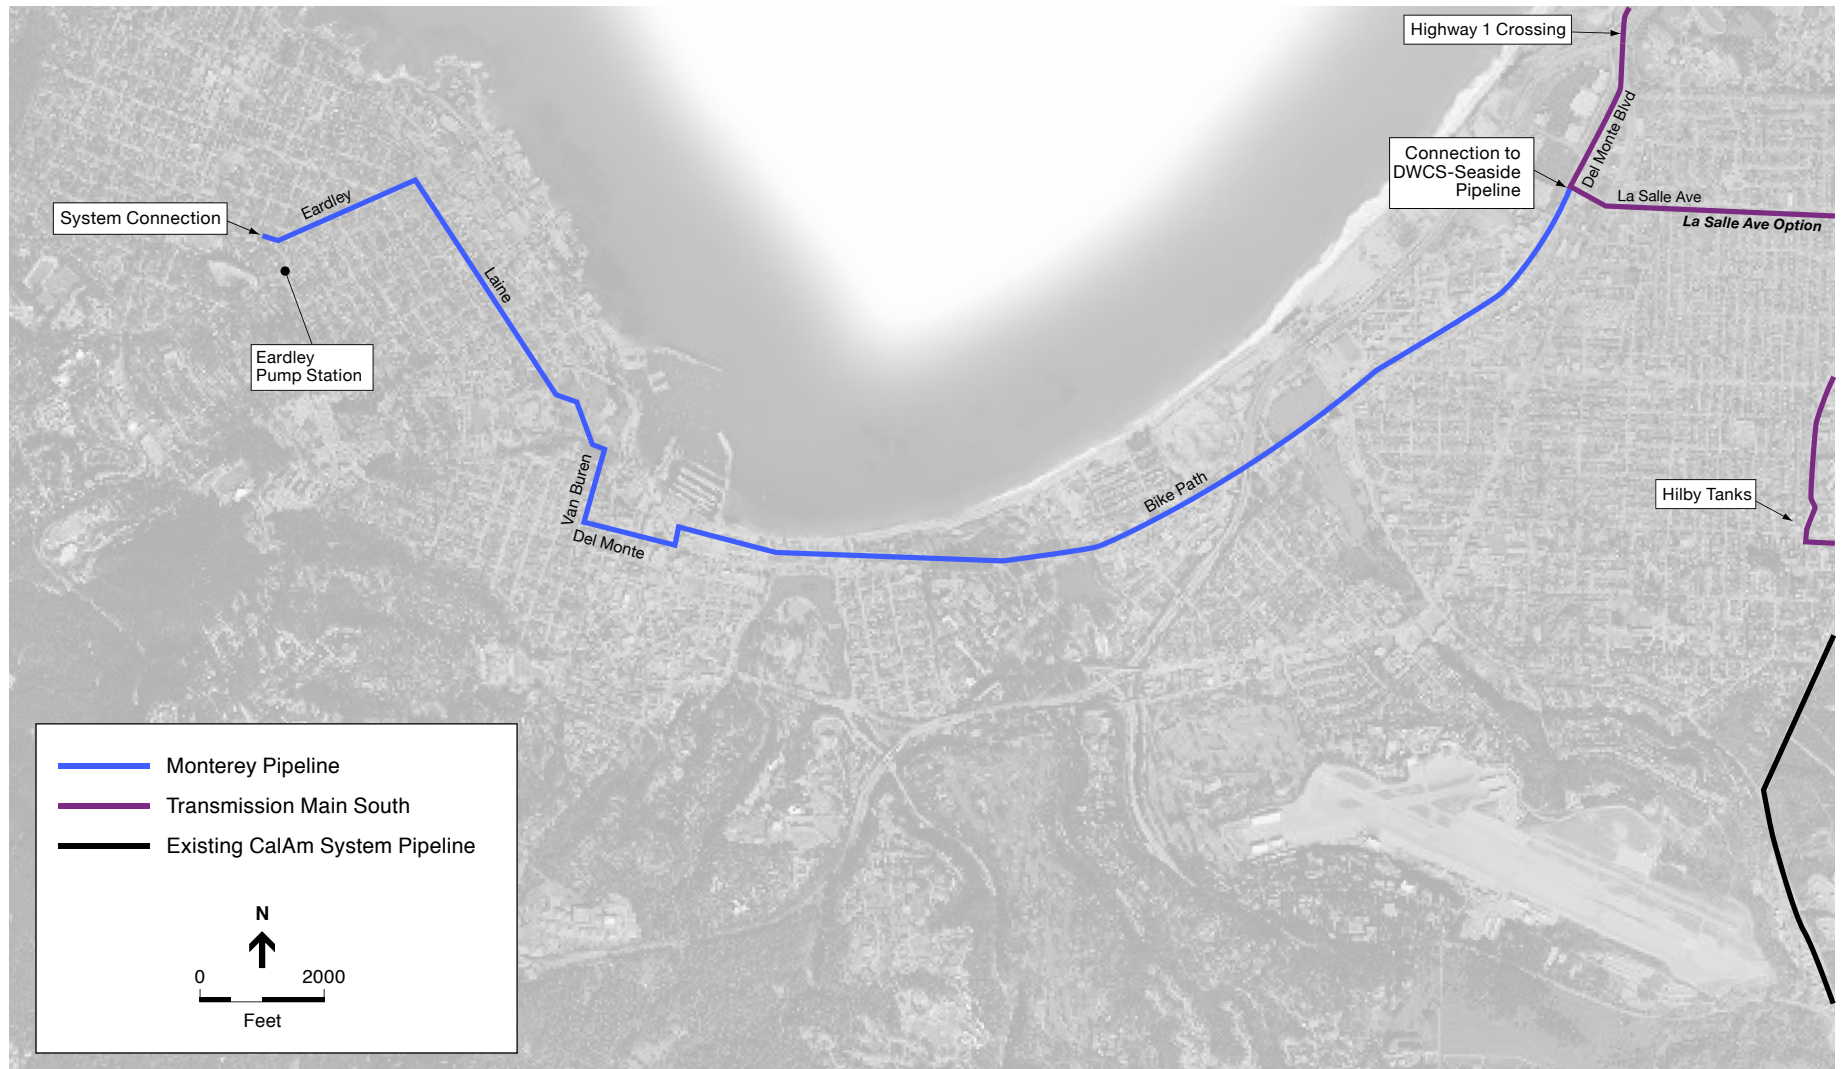 Highway 1 Crossing
Del Monte Blvd
Connection to
DWCS-Seaside
Pipeline
La Salle Ave
La Salle Ave Option
System Connection
Eardley
Laine
Eardley
Pump Station
Van Buren
Del Monte
Bike Path
Hilby Tanks
Monterey Pipeline
Transmission Main South
Existing CalAm System Pipeline
N
0 2000
Feet